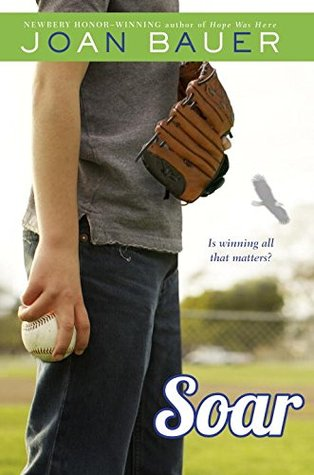 NEWBERY HONOR–WINNING author of Hope Was Here
JOAN BAUER
Is winning all
that matters?
Soar